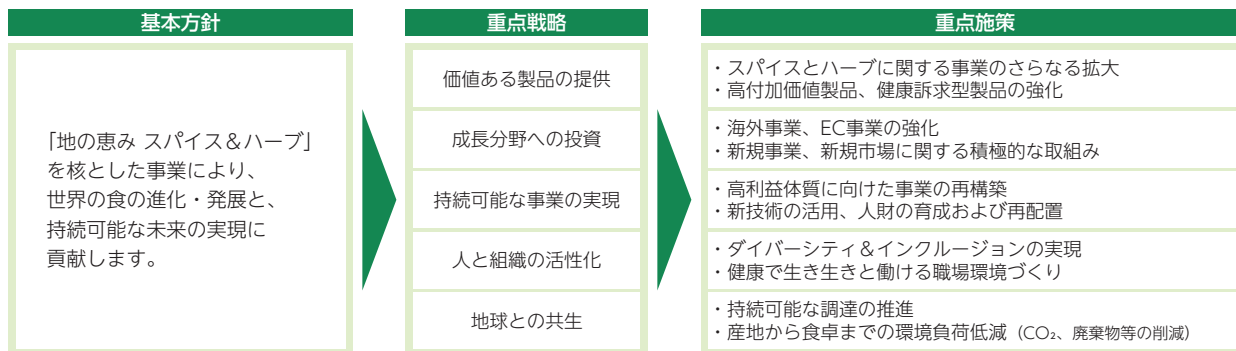 基本方針
「地の恵み スパイス＆ハーブ」
を核とした事業により、
世界の食の進化・発展と、
持続可能な未来の実現に
貢献します。
重点戦略
価値ある製品の提供
成長分野への投資
持続可能な事業の実現
人と組織の活性化
地球との共生
重点施策
・スパイスとハーブに関する事業のさらなる拡大
・高付加価値製品、健康訴求型製品の強化
・海外事業、EC事業の強化
・新規事業、新規市場に関する積極的な取組み
・高利益体質に向けた事業の再構築
・新技術の活用、人財の育成および再配置
・ダイバーシティ＆インクルージョンの実現
・健康で生き生きと働ける職場環境づくり
・持続可能な調達の推進
・産地から食卓までの環境負荷低減（CO₂、廃棄物等の削減）